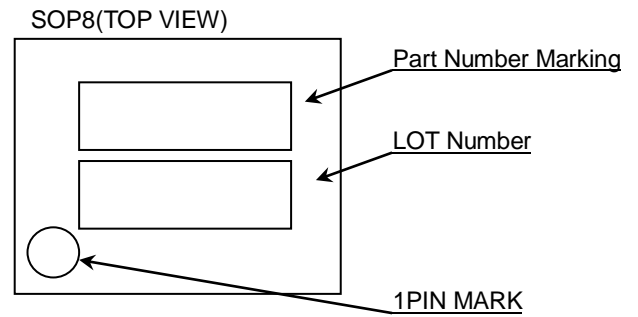 SOP8(TOP VIEW)
Part Number Marking
LOT Number
1PIN MARK